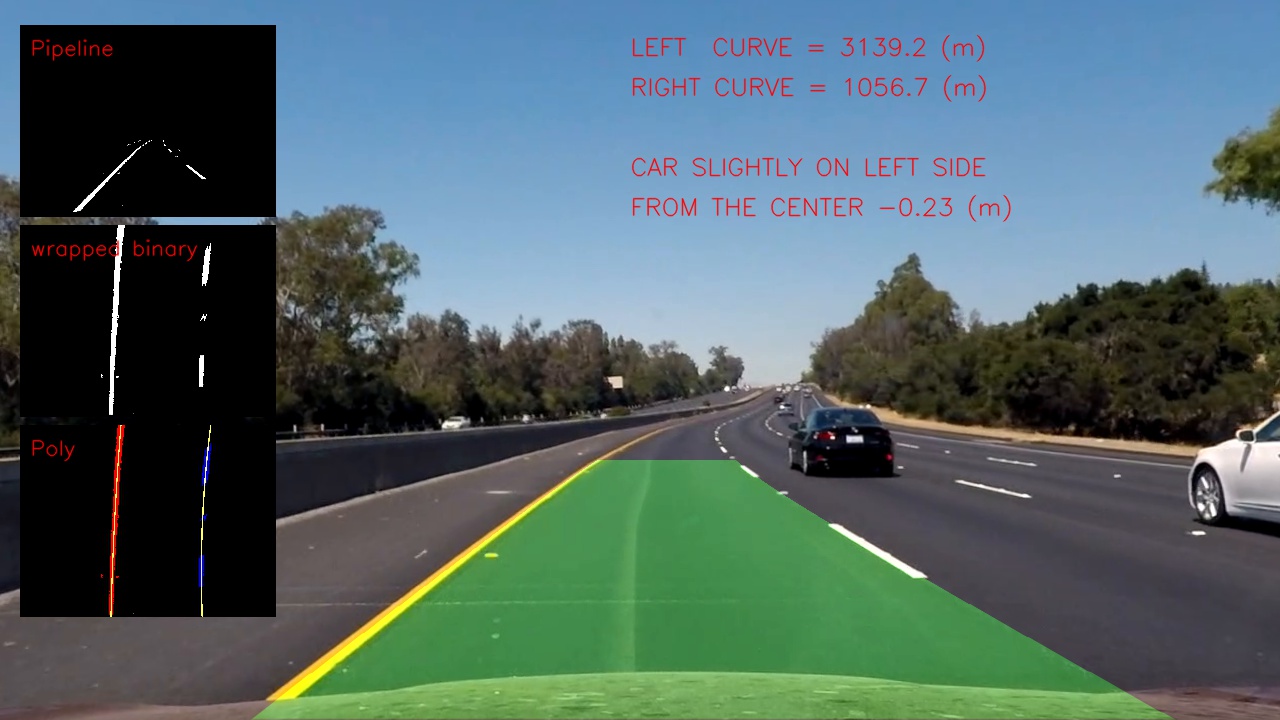 Pipeline
wrapped binary
Poly
LEFT CURVE = 3139.2 (m)
RIGHT CURVE = 1056.7 (m)
CAR SLIGHTLY ON LEFT SIDE
FROM THE CENTER -0.23 (m)